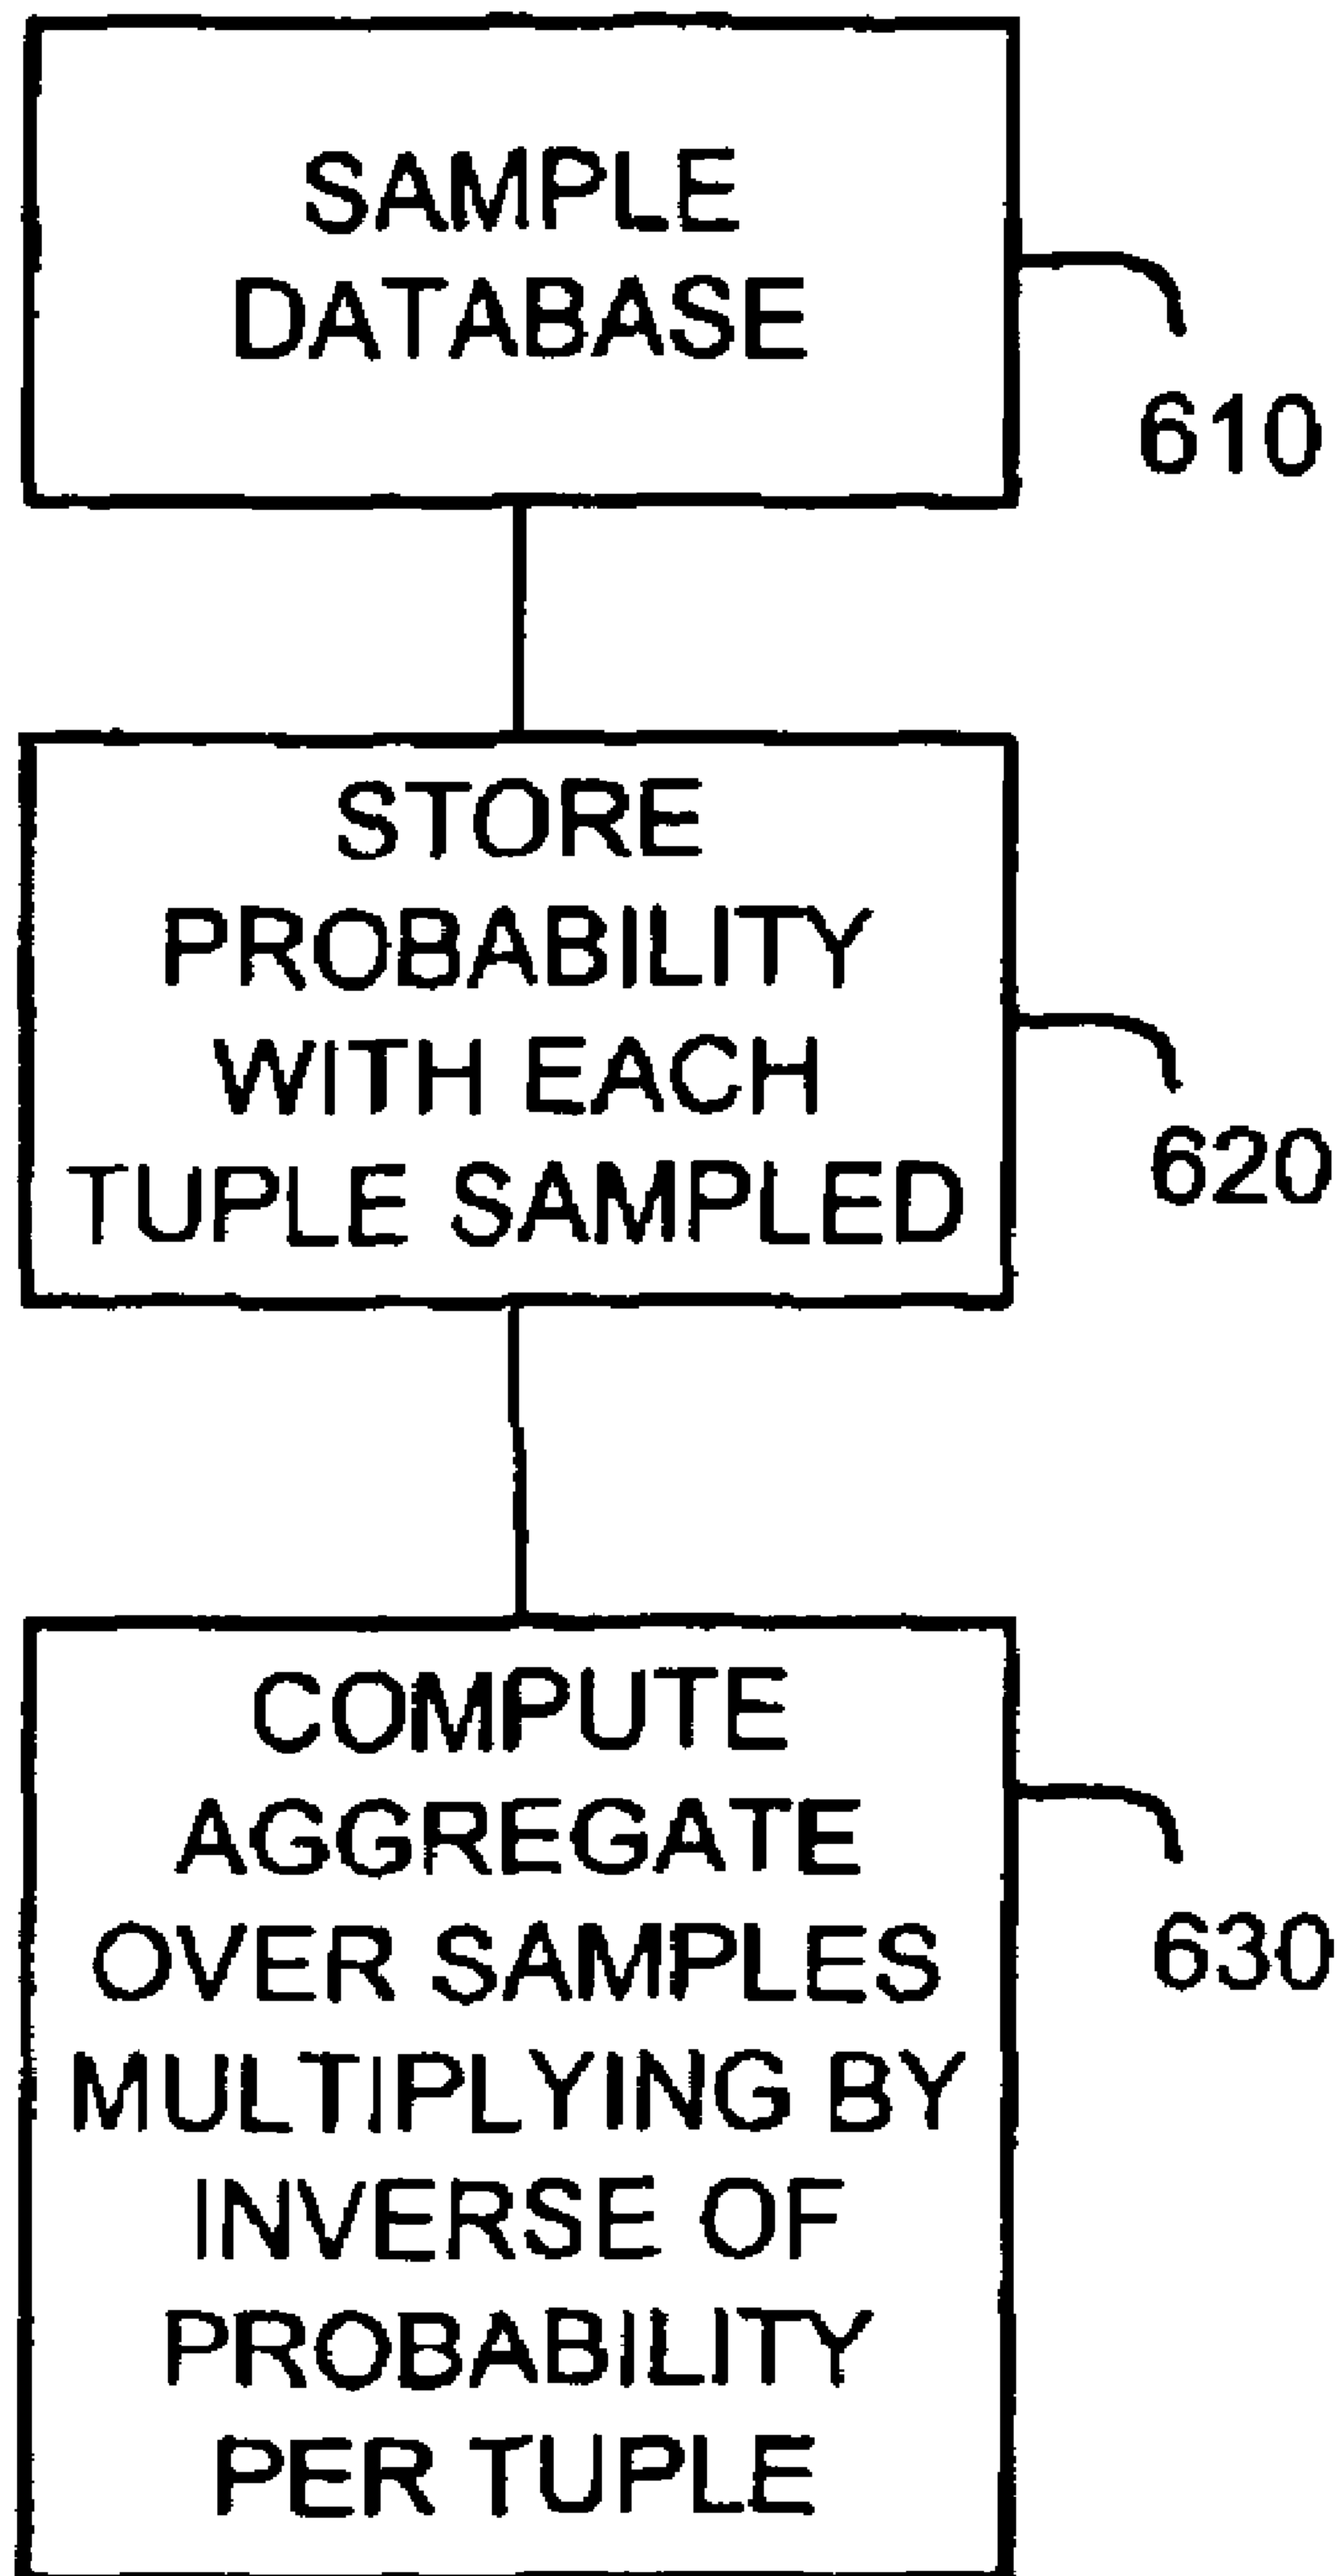 SAMPLE
DATABASE
610
STORE
PROBABILITY
WITH EACH
TUPLE SAMPLED
620
COMPUTE
AGGREGATE
OVER SAMPLES
MULTIPLYING BY
INVERSE OF
PROBABILITY
PER TUPLE
630